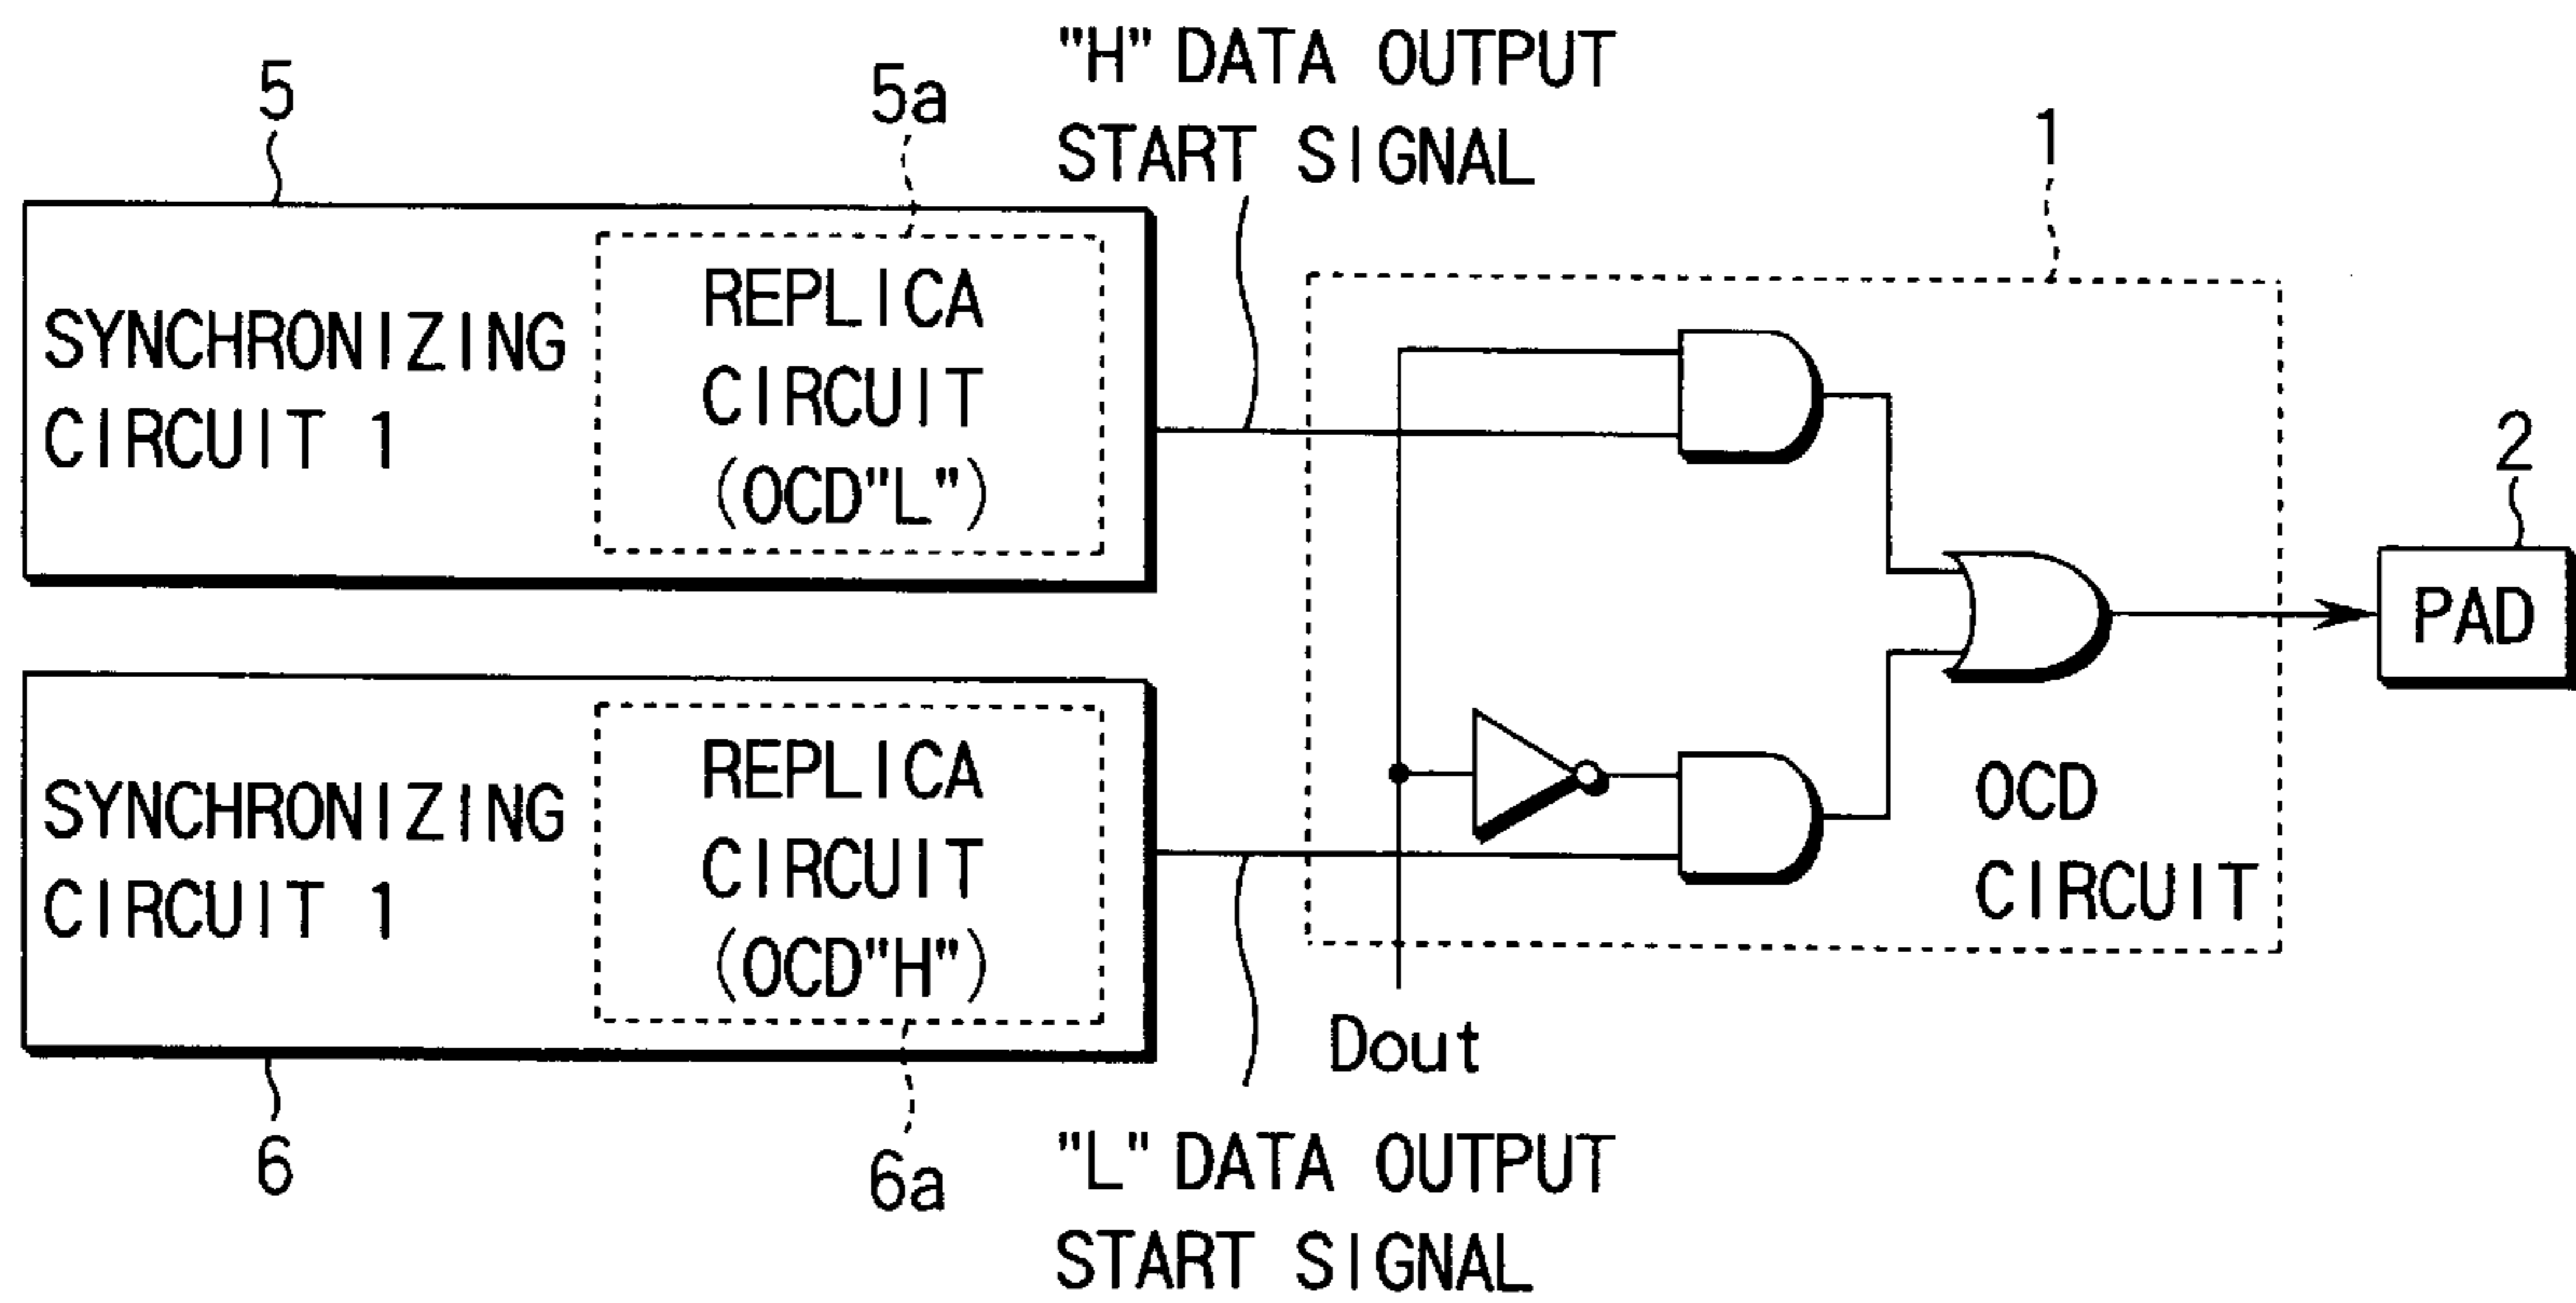 "H" DATA OUTPUT
START SIGNAL
5
5a
1
SYNCHRONIZING
CIRCUIT 1
REPLICA
CIRCUIT
(OCD"L")
2
PAD
SYNCHRONIZING
CIRCUIT 1
REPLICA
CIRCUIT
(OCD"H")
OCD
CIRCUIT
Dout
6
6a
"L" DATA OUTPUT
START SIGNAL